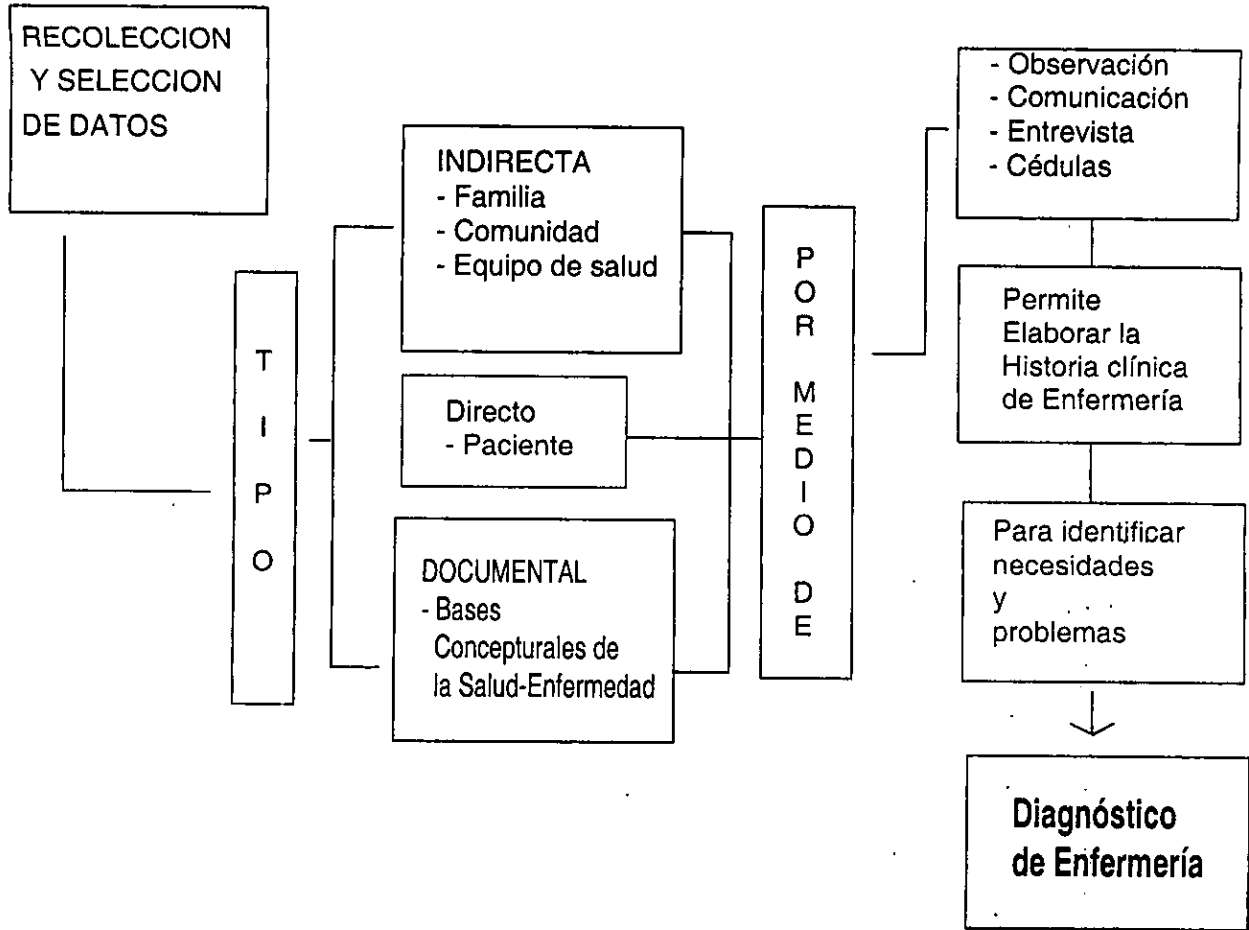 RECOLECCION
Y SELECCION
DE DATOS
T
I
P
O
INDIRECTA
- Familia
- Comunidad
- Equipo de salud
Directo
- Paciente
DOCUMENTAL
- Bases
Concepturales de
la Salud-Enfermedad
P
O
R
M
E
D
I
O
D
E
- Observación
- Comunicación
- Entrevista
- Cédulas
Permite
Elaborar la
Historia clínica
de Enfermería
Para identificar
necesidades
y
problemas
Diagnóstico
de Enfermería